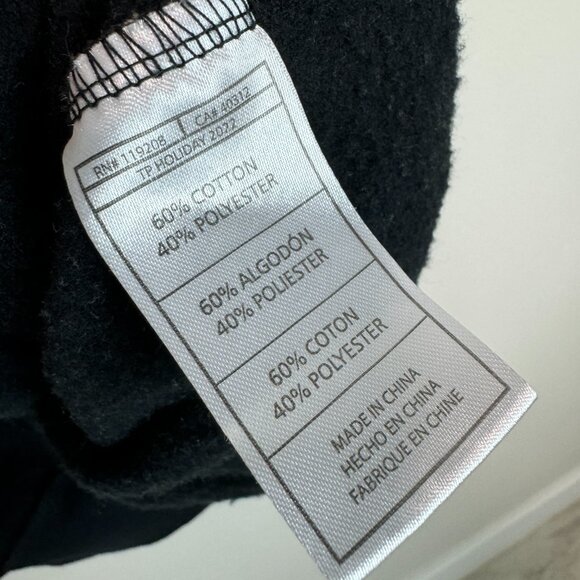 RN# 119208 CA# 40312
TP HOLIDAY 2022
60% COTTON
40% POLYESTER
60% ALGODÓN
40% POLIESTER
60% COTON
40% POLYESTER
MADE IN CHINA
HECHO EN CHINA
FABRIQUE EN CHINE